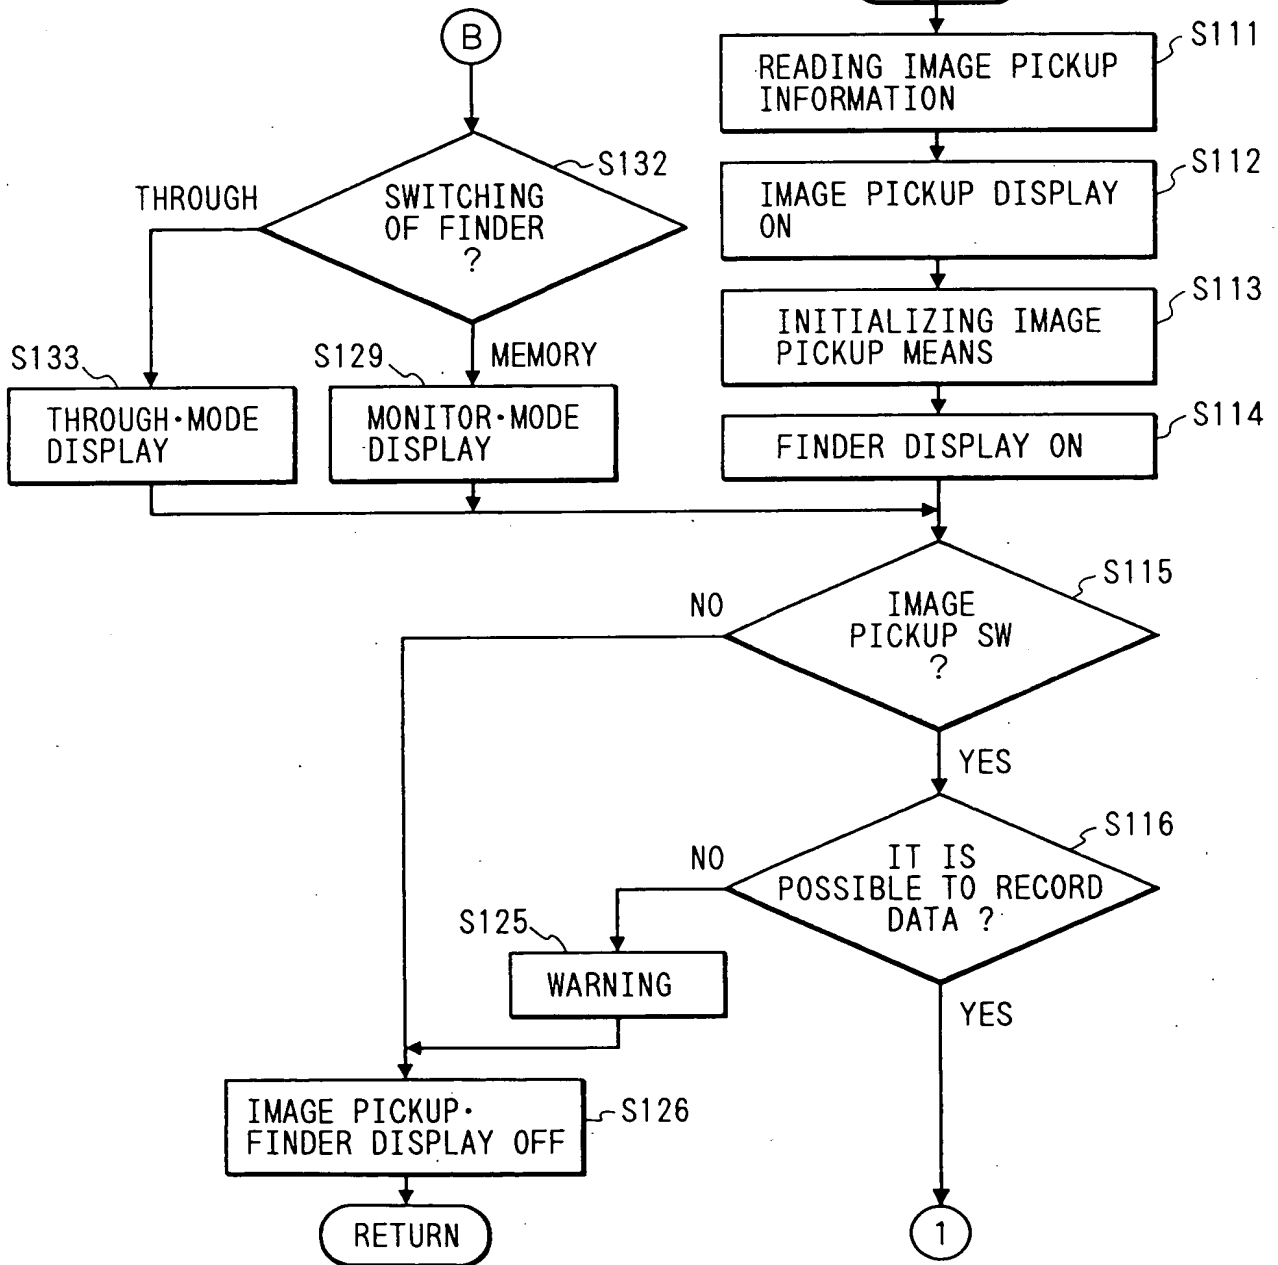 B
S132
SWITCHING
OF FINDER
?
THROUGH
MEMORY
S133
THROUGH·MODE
DISPLAY
S129
MONITOR·MODE
DISPLAY
S111
READING IMAGE PICKUP
INFORMATION
S112
IMAGE PICKUP DISPLAY
ON
S113
INITIALIZING IMAGE
PICKUP MEANS
S114
FINDER DISPLAY ON
S115
IMAGE
PICKUP SW
?
NO
YES
S116
IT IS
POSSIBLE TO RECORD
DATA ?
NO
YES
S125
WARNING
S126
IMAGE PICKUP·
FINDER DISPLAY OFF
RETURN
1